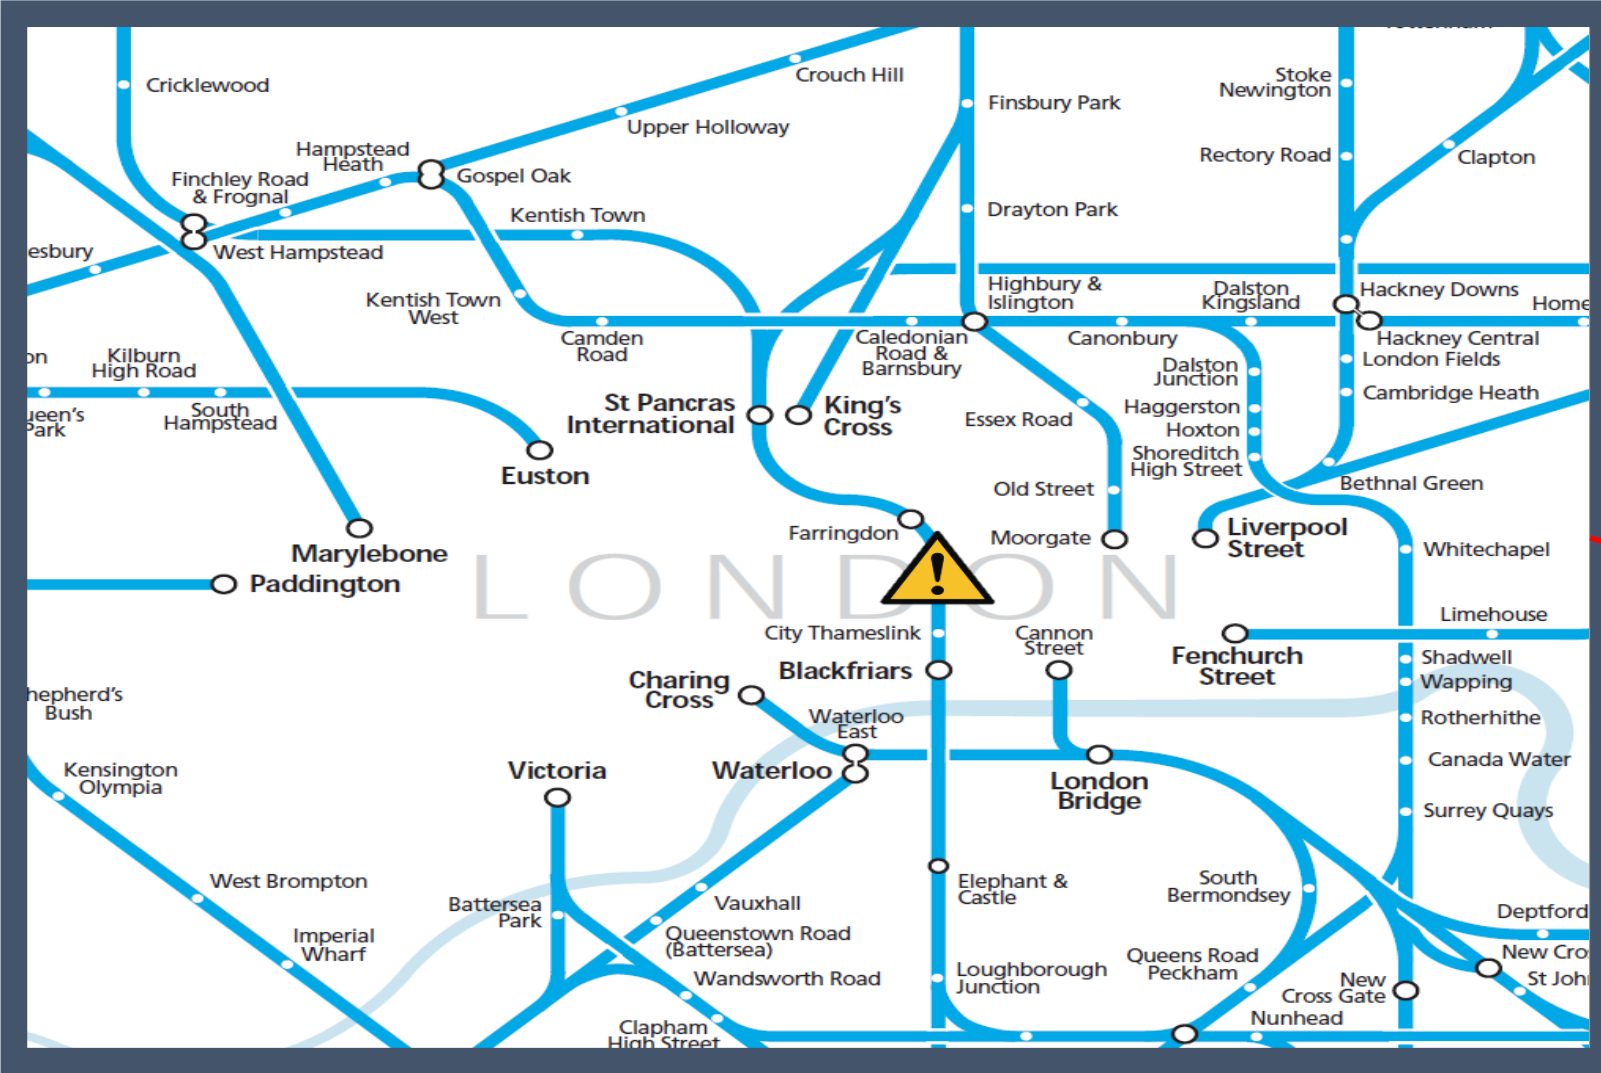 Cricklewood
Crouch Hill
Stoke
Newington
Finsbury Park
Upper Holloway
Hampstead
Heath
Rectory Road
Clapton
Finchley Road
& Frognal
Gospel Oak
Kentish Town
Drayton Park
esbury
West Hampstead
Kentish Town
West
Highbury &
Islington
Dalston
Kingsland
Hackney Downs
Home
Camden
Road
Caledonian
Road &
Barnsbury
Canonbury
Hackney Central
on
Kilburn
High Road
Dalston
Junction
London Fields
Cambridge Heath
ueen's
Park
South
Hampstead
St Pancras
International
King's
Cross
Essex Road
Haggerston
Hoxton
Shoreditch
High Street
Euston
Bethnal Green
Old Street
Farringdon
Moorgate
Liverpool
Street
Marylebone
Whitechapel
Paddington
LONDON
!
Limehouse
City Thameslink
Cannon
Street
Fenchurch
Street
Shadwell
Blackfriars
Wapping
Charing
Cross
hepherd's
Bush
Waterloo
East
Rotherhithe
Kensington
Olympia
Victoria
Waterloo
London
Bridge
Canada Water
Surrey Quays
West Brompton
Elephant &
Castle
South
Bermondsey
Battersea
Park
Vauxhall
Deptford
Imperial
Wharf
Queenstown Road
(Battersea)
New Cro
Queens Road
Peckham
Wandsworth Road
Loughborough
Junction
New
Cross Gate
St Joh
Nunhead
Clapham
High Street